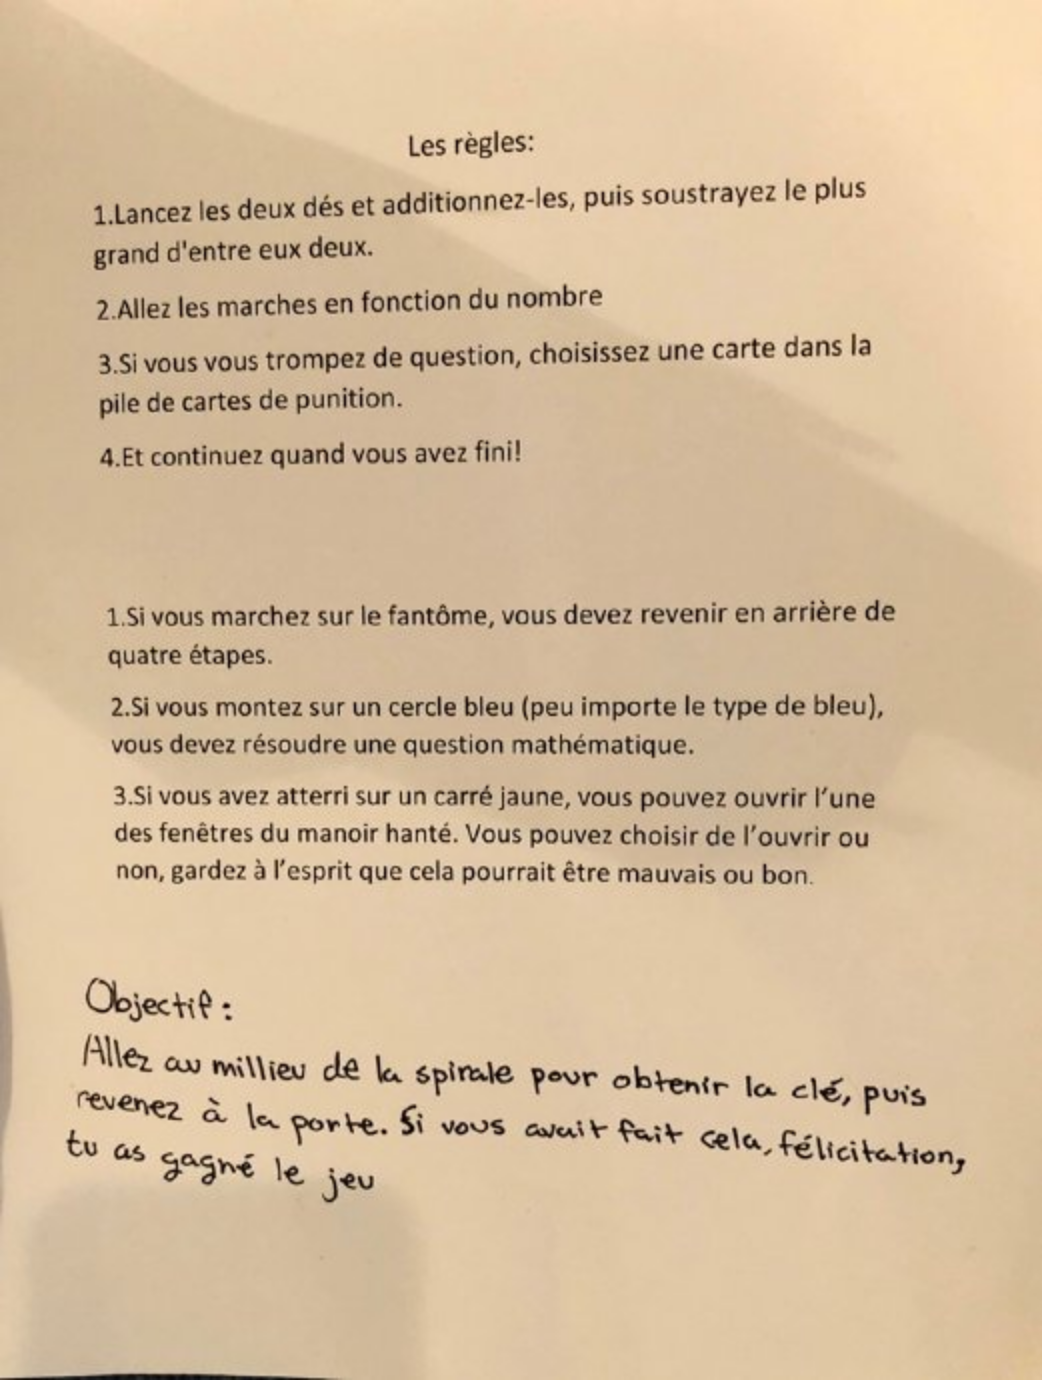 Les règles:
1.Lancez les deux dés et additionnez-les, puis soustrayez le plus
grand d'entre eux deux.
2.Allez les marches en fonction du nombre
3.Si vous vous trompez de question, choisissez une carte dans la
pile de cartes de punition.
4.Et continuez quand vous avez fini!
1.Si vous marchez sur le fantôme, vous devez revenir en arrière de
quatre étapes.
2.Si vous montez sur un cercle bleu (peu importe le type de bleu),
vous devez résoudre une question mathématique.
3.Si vous avez atterri sur un carré jaune, vous pouvez ouvrir l’une
des fenêtres du manoir hanté. Vous pouvez choisir de l’ouvrir ou
non, gardez à l’esprit que cela pourrait être mauvais ou bon.
Objectif:
Allez au millieu de la spirale pour obtenir la clé, puis
revenez à la porte. Si vous avait fait cela, félicitation,
tu as gagné le jeu